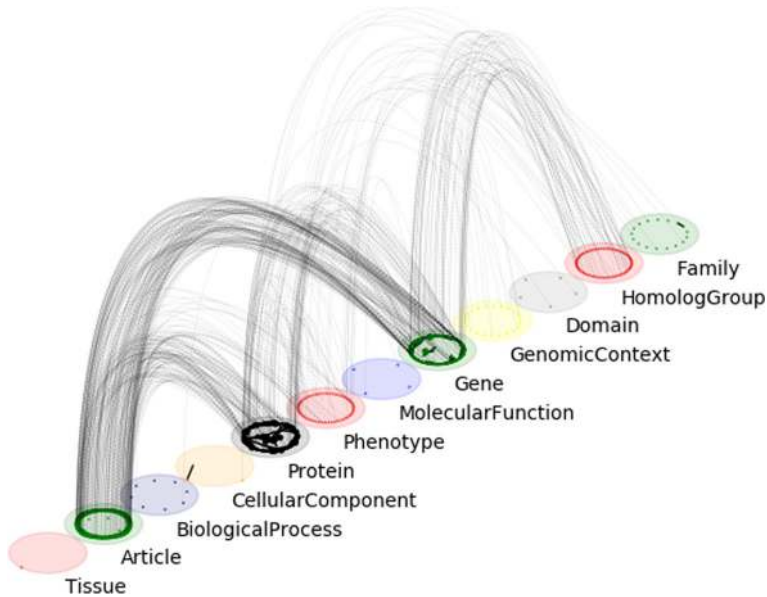 Family
HomologGroup
Domain
GenomicContext
Gene
MolecularFunction
Phenotype
Protein
CellularComponent
BiologicalProcess
Article
Tissue